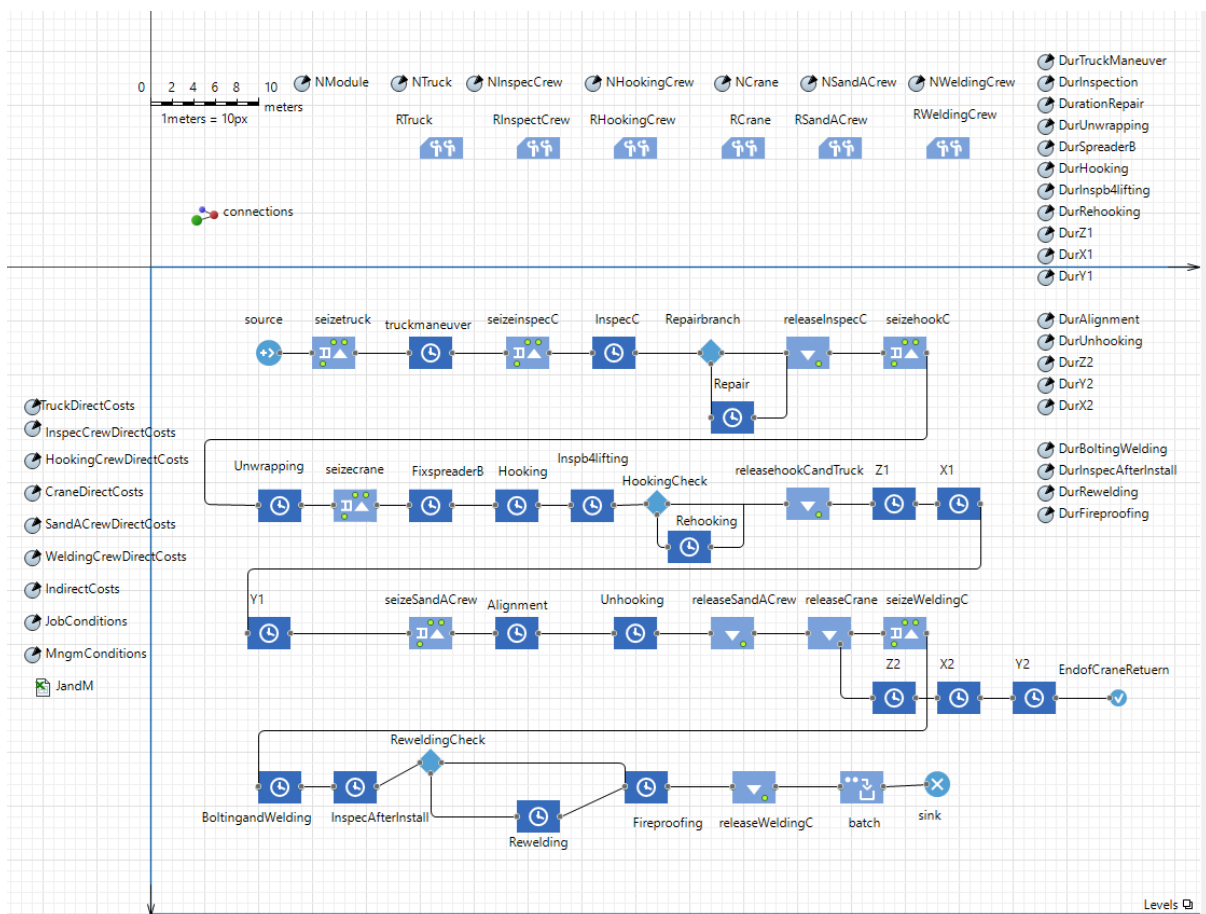 0 2 4 6 8 10
meters
1meters = 10px
NModule NTruck NInspecCrew NHookingCrew NCrane NSandACrew NWeldingCrew
RTruck RInspectCrew RHookingCrew RCrane RSandACrew RWeldingCrew
connections
DurTruckManeuver
DurInspection
DurationRepair
DurUnwrapping
DurSpreaderB
DurHooking
DurInspb4lifting
DurRehooking
DurZ1
DurX1
DurY1
DurAlignment
DurUnhooking
DurZ2
DurY2
DurX2
DurBoltingWelding
DurInspecAfterInstall
DurRewelding
DurFireproofing
source seizetruck truckmaneuver seizeinspecC InspecC Repairbranch releaseInspecC seizehookC
Repair
TruckDirectCosts
InspecCrewDirectCosts
HookingCrewDirectCosts
CraneDirectCosts
SandACrewDirectCosts
WeldingCrewDirectCosts
IndirectCosts
JobConditions
MngmConditions
JandM
Unwrapping seizecrane FixspreaderB Hooking Inspb4lifting HookingCheck releasehookCandTruck Z1 X1
Rehooking
Y1 seizeSandACrew Alignment Unhooking releaseSandACrew releaseCrane seizeWeldingC
Z2 X2 Y2 EndofCraneRetuern
ReweldingCheck
BoltingandWelding InspecAfterInstall Rewelding Fireproofing releaseWeldingC batch sink
Levels